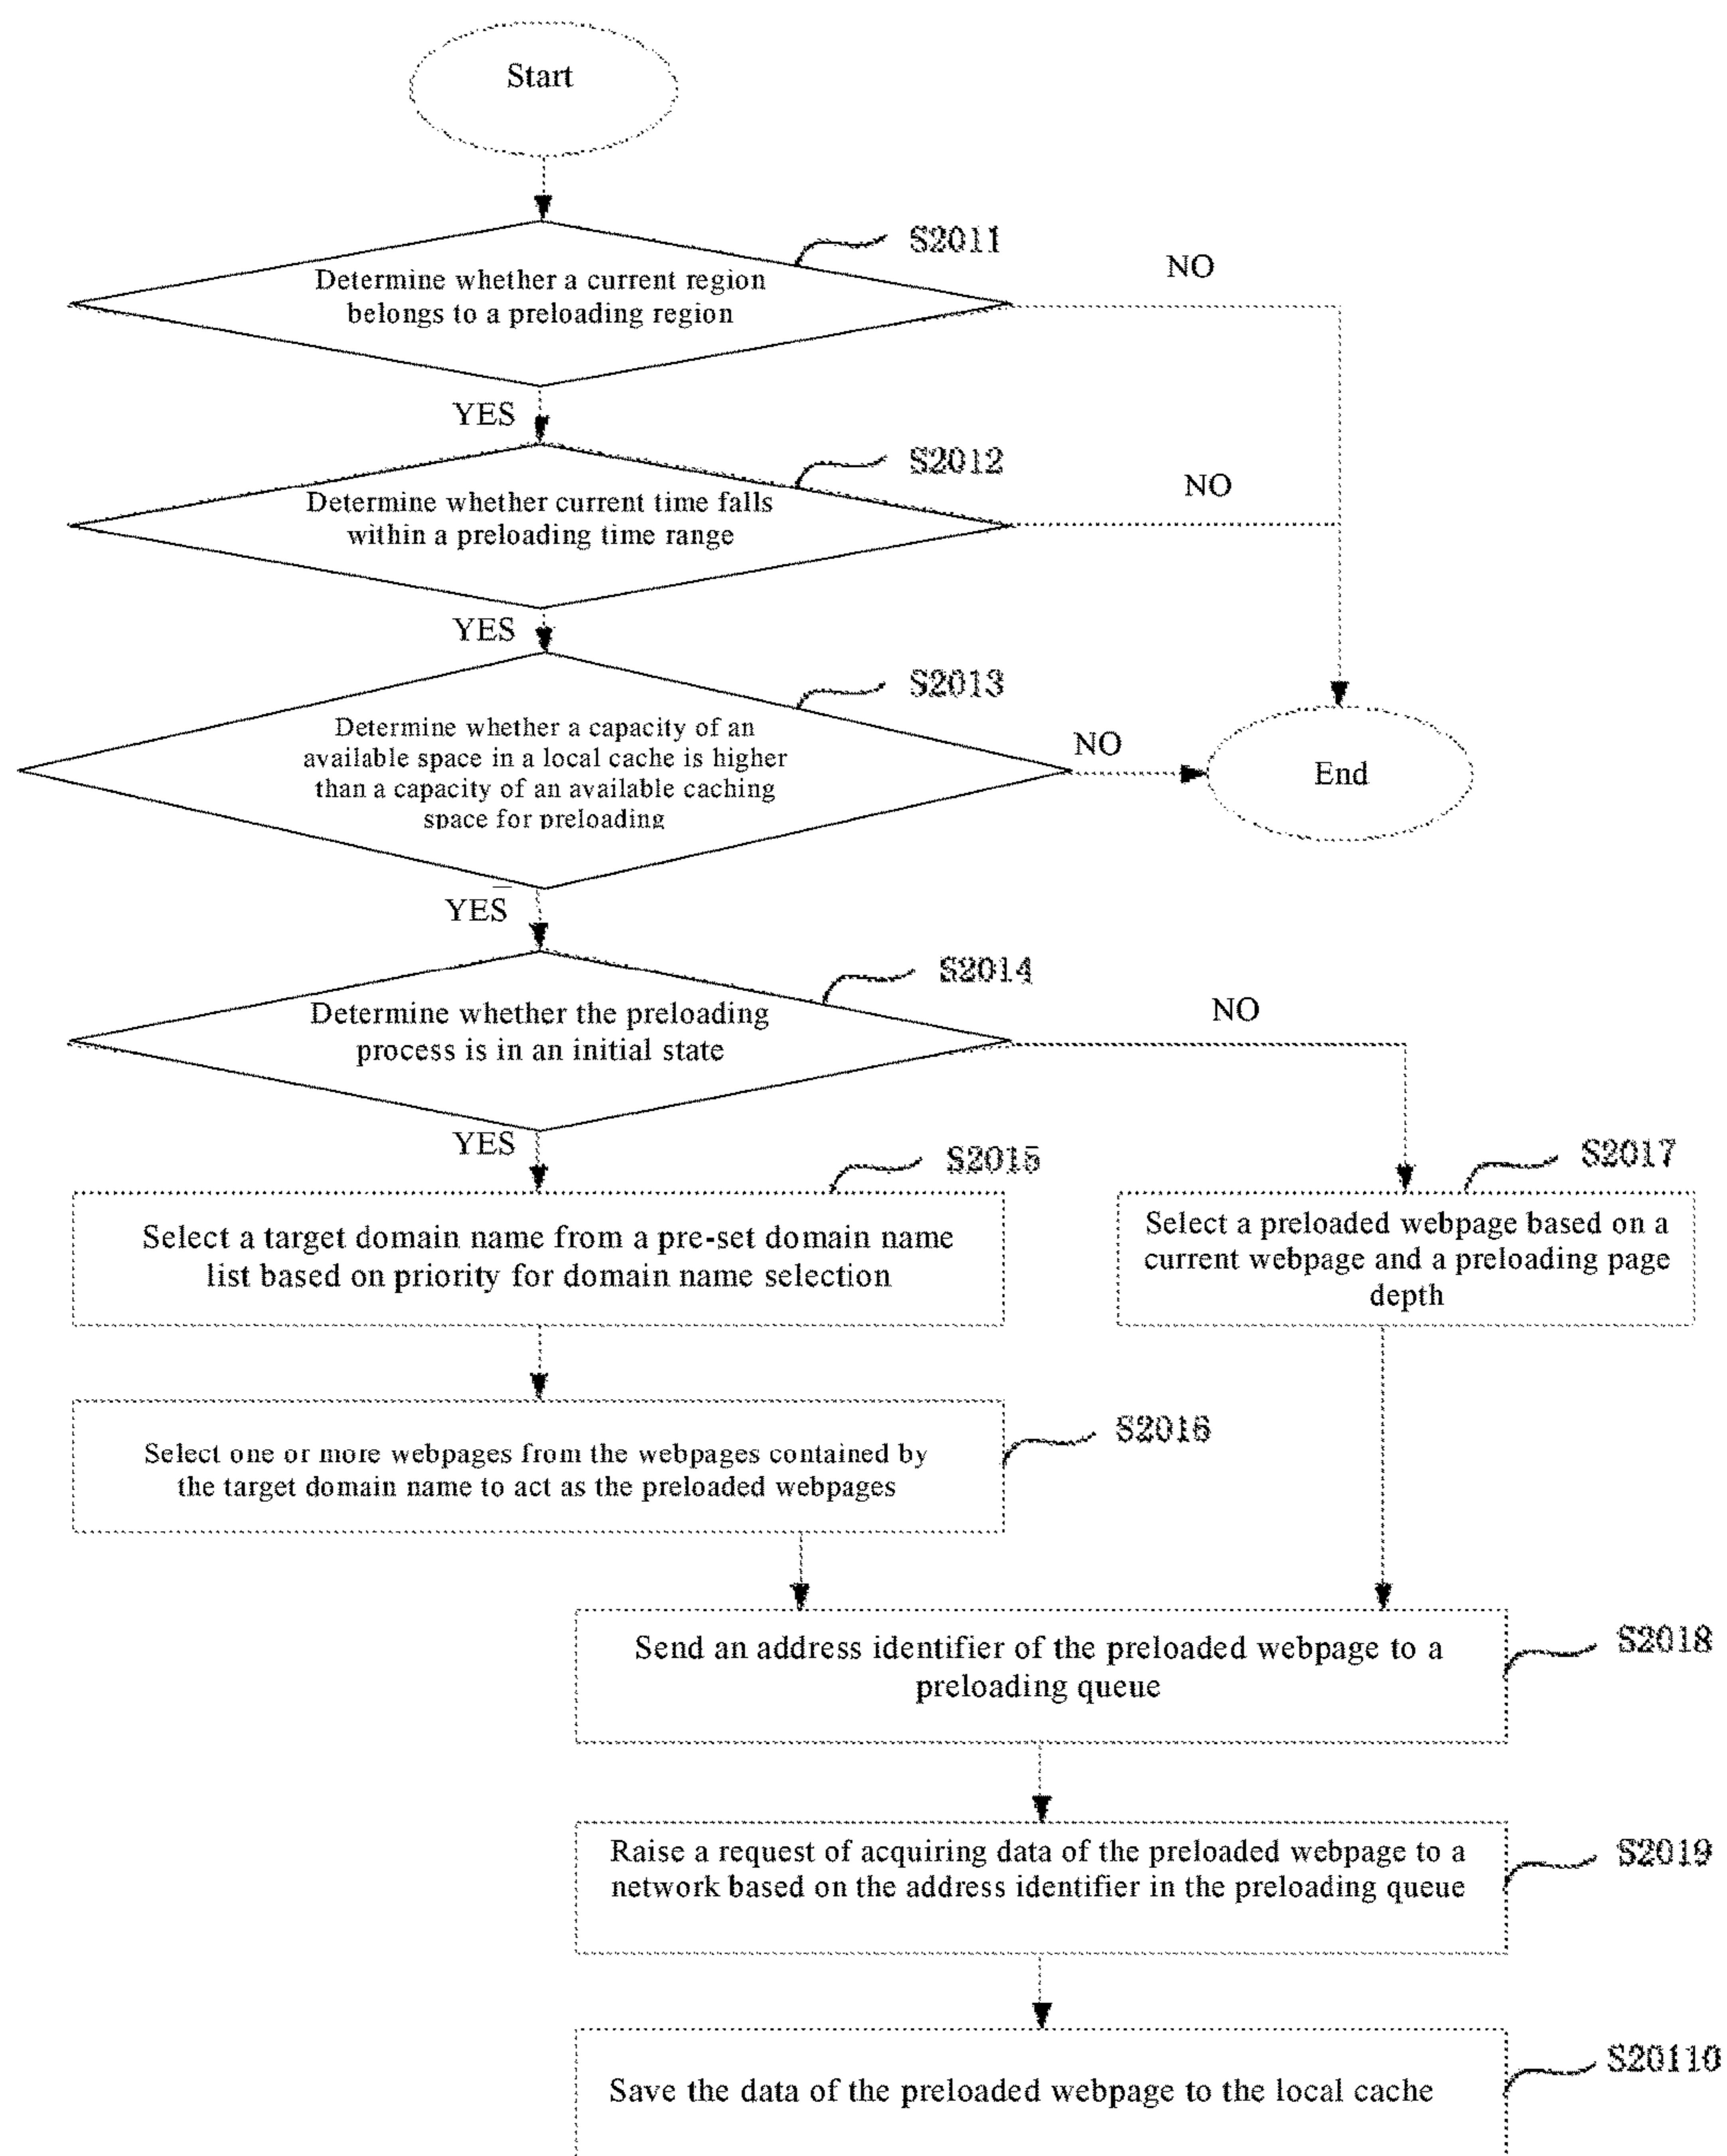 Start
S2011
Determine whether a current region
belongs to a preloading region
NO
YES
S2012
Determine whether current time falls
within a preloading time range
NO
YES
S2013
Determine whether a capacity of an
available space in a local cache is higher
than a capacity of an available caching
space for preloading
NO
End
YES
S2014
Determine whether the preloading
process is in an initial state
NO
YES
S2015
Select a target domain name from a pre-set domain name
list based on priority for domain name selection
S2017
Select a preloaded webpage based on a
current webpage and a preloading page
depth
S2016
Select one or more webpages from the webpages contained by
the target domain name to act as the preloaded webpages
S2018
Send an address identifier of the preloaded webpage to a
preloading queue
S2019
Raise a request of acquiring data of the preloaded webpage to a
network based on the address identifier in the preloading queue
S20110
Save the data of the preloaded webpage to the local cache